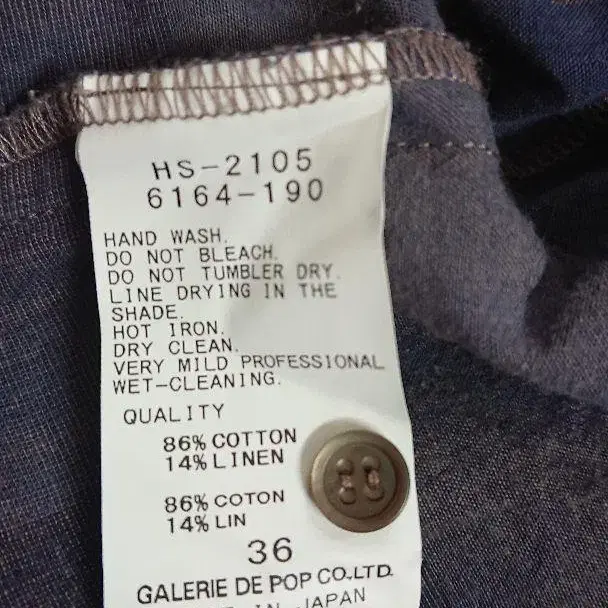 HS-2105
6164-190
HAND WASH.
DO NOT BLEACH.
DO NOT TUMBLER DRY.
LINE DRYING IN THE
SHADE.
HOT IRON.
DRY CLEAN.
VERY MILD PROFESSIONAL
WET-CLEANING.
QUALITY
86% COTTON
14% LINEN
86% COTON
14% LIN
36
GALERIE DE POP CO.LTD.
IN JAPAN